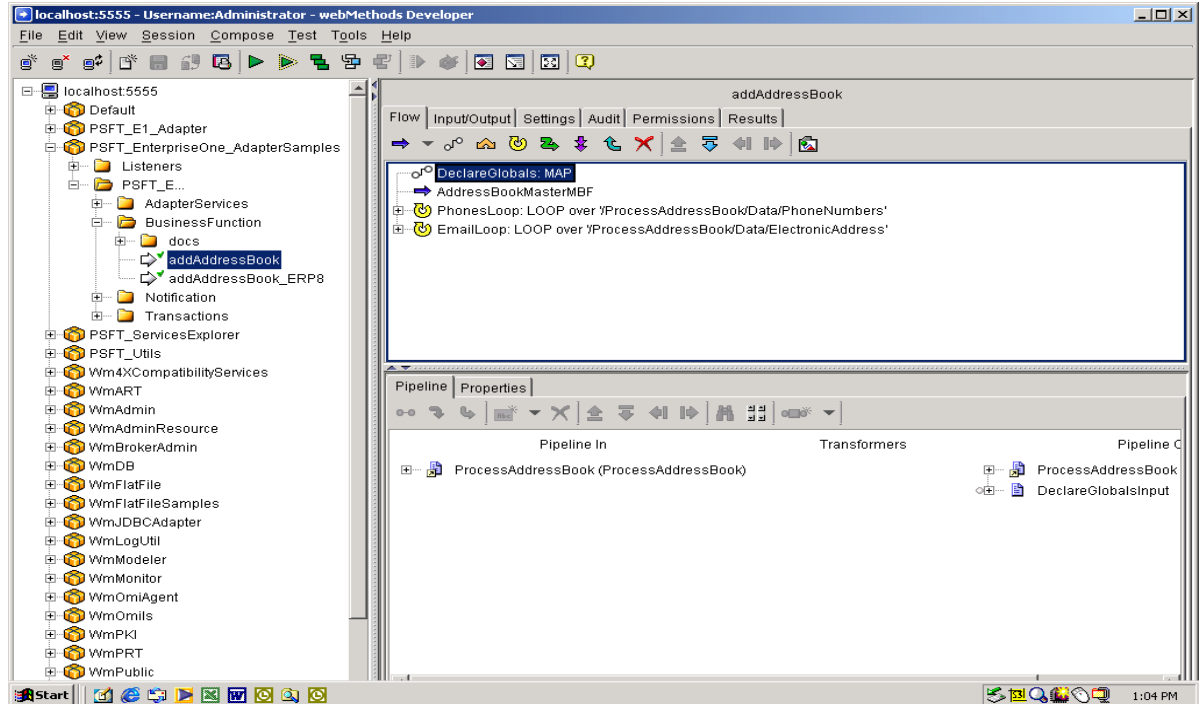 localhost:5555 - Username:Administrator - webMethods Developer
File Edit View Session Compose Test Tools Help
localhost:5555
Default
PSFT_E1_Adapter
PSFT_EnterpriseOne_AdapterSamples
Listeners
PSFT_E...
AdapterServices
BusinessFunction
docs
addAddressBook
addAddressBook_ERP8
Notification
Transactions
PSFT_ServicesExplorer
PSFT_Utils
Wm4XCompatibilityServices
WmART
WmAdmin
WmAdminResource
WmBrokerAdmin
WmDB
WmFlatFile
WmFlatFileSamples
WmJDBCAdapter
WmLogUtil
WmModeler
WmMonitor
WmOmiAgent
WmOmils
WmPKI
WmPRT
WmPublic
addAddressBook
Flow Input/Output Settings Audit Permissions Results
DeclareGlobals: MAP
AddressBookMasterMBF
PhonesLoop: LOOP over '/ProcessAddressBook/Data/PhoneNumbers'
EmailLoop: LOOP over '/ProcessAddressBook/Data/ElectronicAddress'
Pipeline Properties
Pipeline In Transformers Pipeline O
ProcessAddressBook (ProcessAddressBook) ProcessAddressBook
DeclareGlobalsInput
Start 1:04 PM